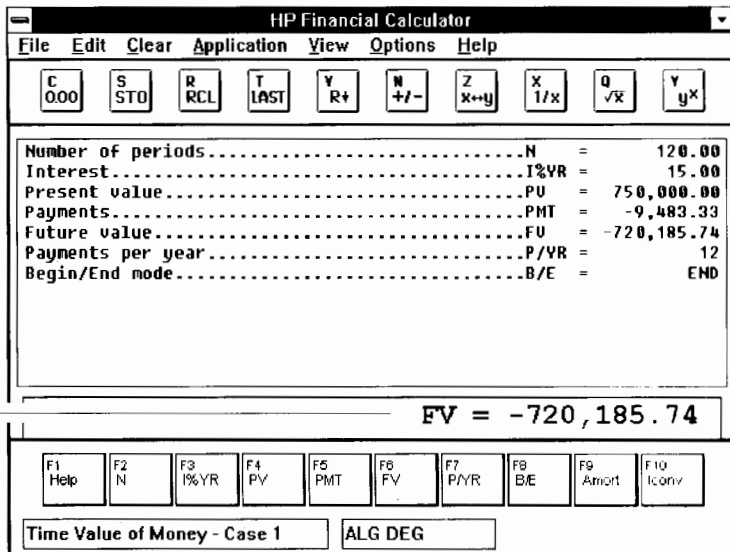 HP Financial Calculator
File Edit Clear Application View Options Help
C 0.00 S STO R RCL T LAST Y R↓ N +/- Z x↔y X 1/x Q √x Y yˣ
Number of periods..............................N = 120.00
Interest.......................................I%YR = 15.00
Present value..................................PV = 750,000.00
Payments.......................................PMT = -9,483.33
Future value...................................FV = -720,185.74
Payments per year..............................P/YR = 12
Begin/End mode.................................B/E = END
FV = -720,185.74
F1 Help F2 N F3 I%YR F4 PV F5 PMT F6 FV F7 P/YR F8 B/E F9 Amort F10 Iconv
Time Value of Money - Case 1 ALG DEG